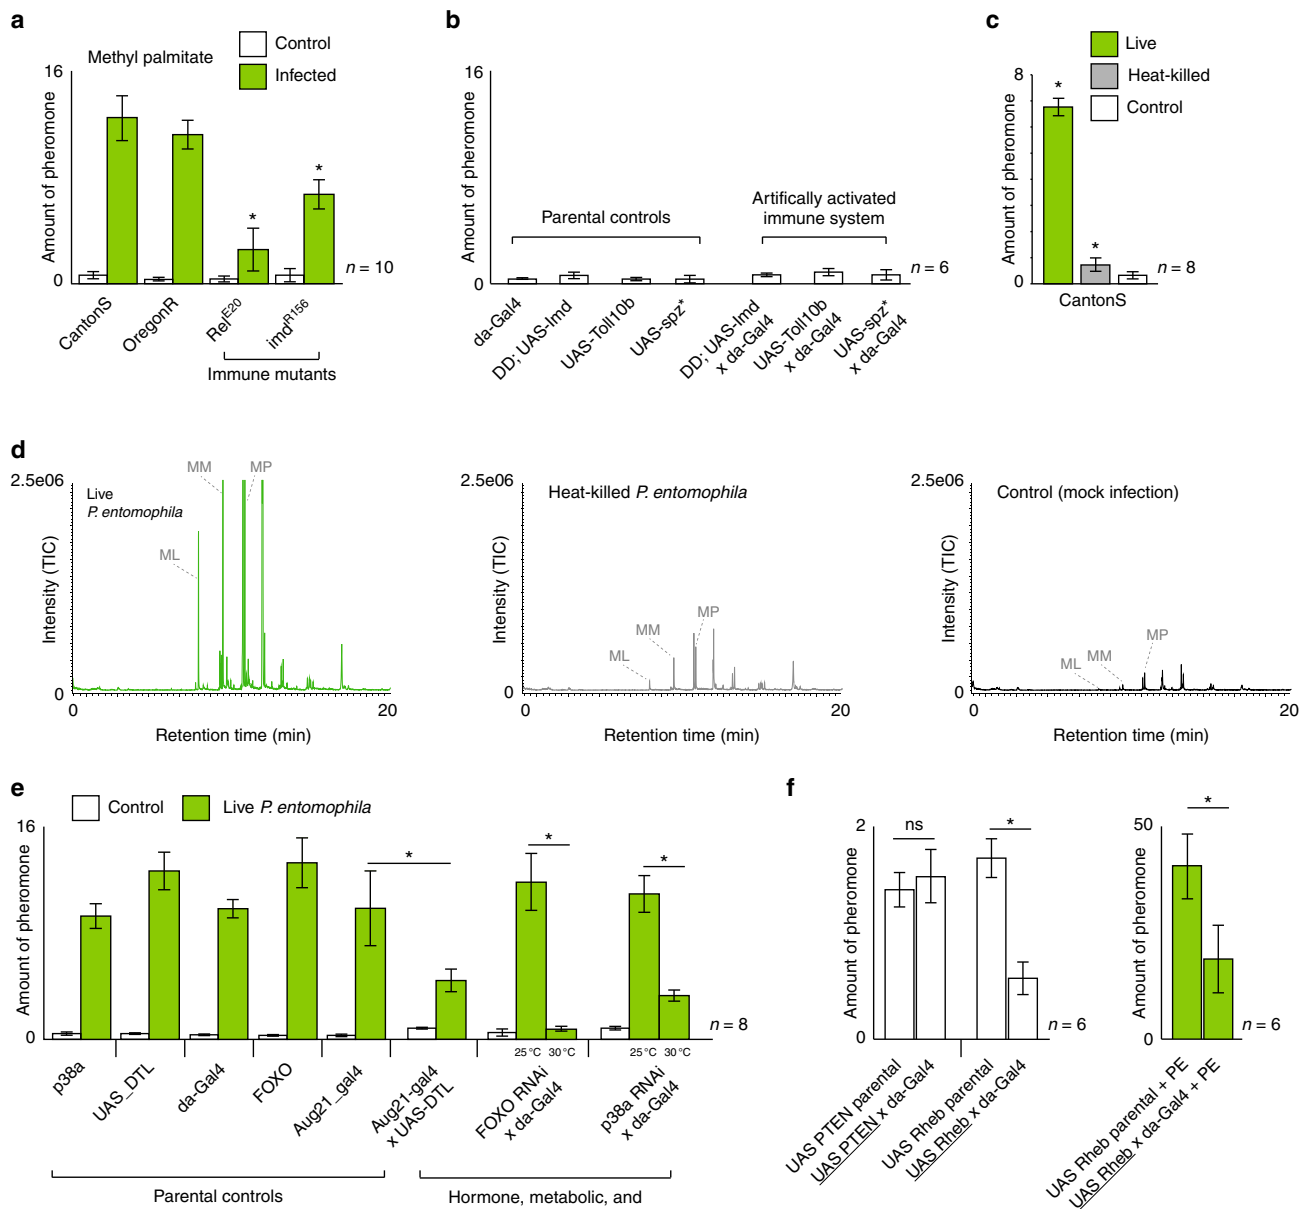 a
Methyl palmitate
Control
Infected
16
Amount of pheromone
0
*
*
n = 10
CantonS
OregonR
Rel^E20
imd^R156
Immune mutants
b
16
Amount of pheromone
0
Parental controls
Artifically activated
immune system
n = 6
da-Gal4
DD; UAS-Imd
UAS-Toll10b
UAS-spz*
DD; UAS-Imd
x da-Gal4
UAS-Toll10b
x da-Gal4
UAS-spz*
x da-Gal4
c
Live
Heat-killed
Control
8
Amount of pheromone
0
*
*
n = 8
CantonS
d
2.5e06
Intensity (TIC)
0
Live
P. entomophila
ML
MM
MP
0
20
Retention time (min)
2.5e06
Intensity (TIC)
0
Heat-killed P. entomophila
ML
MM
MP
0
20
Retention time (min)
2.5e06
Intensity (TIC)
0
Control (mock infection)
ML
MM
MP
0
20
Retention time (min)
e
Control
Live P. entomophila
16
Amount of pheromone
0
*
*
*
n = 8
25 °C 30 °C
25 °C 30 °C
p38a
UAS_DTL
da-Gal4
FOXO
Aug21_gal4
Aug21-gal4
x UAS-DTL
FOXO RNAi
x da-Gal4
p38a RNAi
x da-Gal4
Parental controls
Hormone, metabolic, and
f
2
Amount of pheromone
0
ns
*
n = 6
UAS PTEN parental
UAS PTEN x da-Gal4
UAS Rheb parental
UAS Rheb x da-Gal4
50
Amount of pheromone
0
*
n = 6
UAS Rheb parental + PE
UAS Rheb x da-Gal4 + PE